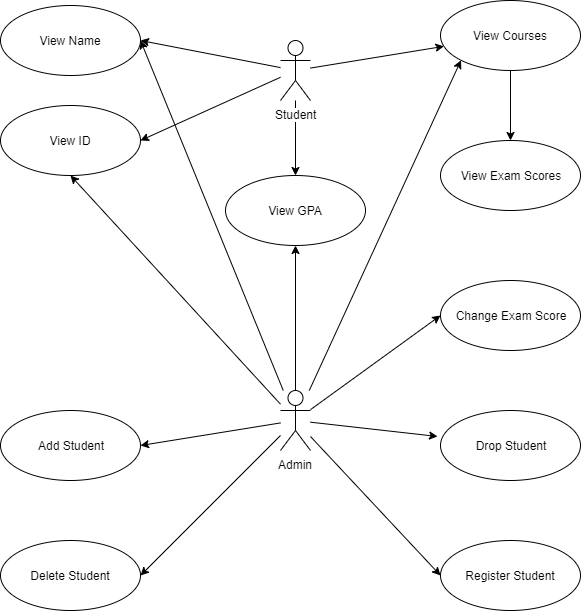 View Name
View Courses
Student
View ID
View Exam Scores
View GPA
Change Exam Score
Add Student
Drop Student
Admin
Delete Student
Register Student